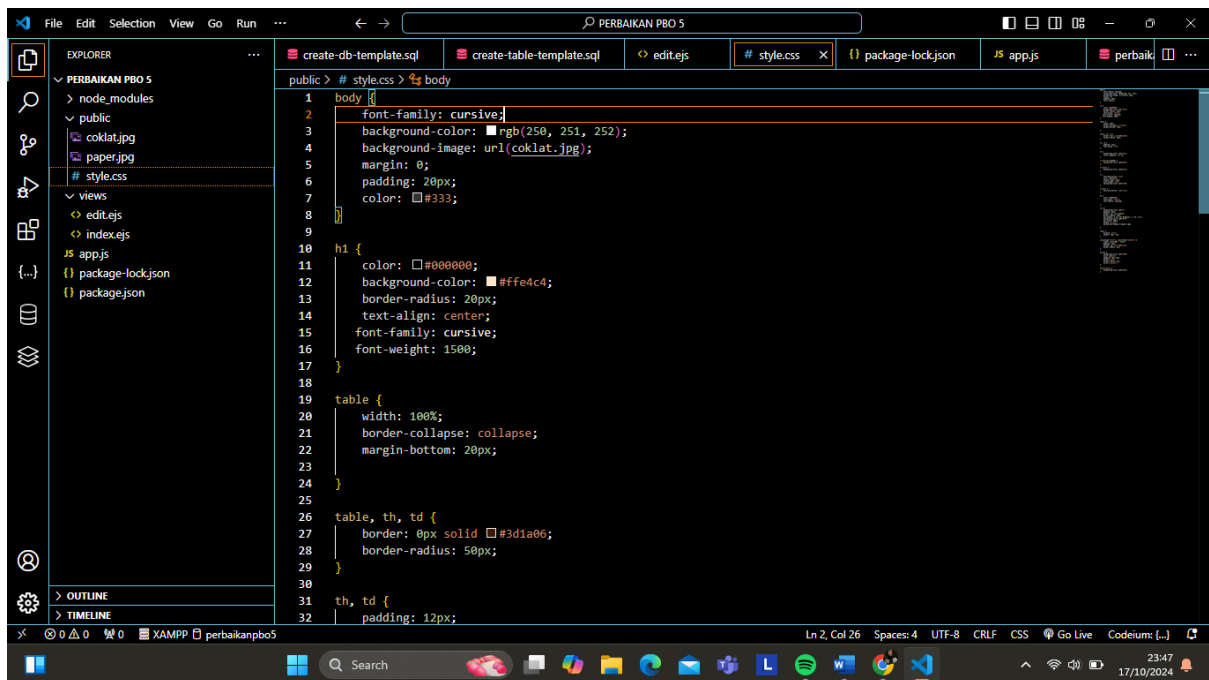 File Edit Selection View Go Run ··· ← → PERBAIKAN PBO 5
EXPLORER ···
PERBAIKAN PBO 5
node_modules
public
coklat.jpg
paper.jpg
# style.css
views
<> edit.ejs
<> index.ejs
JS app.js
{} package-lock.json
{} package.json
OUTLINE
TIMELINE
create-db-template.sql create-table-template.sql <> edit.ejs # style.css × {} package-lock.json JS app.js perbaik ···
public > # style.css > body
1 body {
2 font-family: cursive;
3 background-color: rgb(250, 251, 252);
4 background-image: url(coklat.jpg);
5 margin: 0;
6 padding: 20px;
7 color: #333;
8 }
9
10 h1 {
11 color: #000000;
12 background-color: #ffe4c4;
13 border-radius: 20px;
14 text-align: center;
15 font-family: cursive;
16 font-weight: 1500;
17 }
18
19 table {
20 width: 100%;
21 border-collapse: collapse;
22 margin-bottom: 20px;
23
24 }
25
26 table, th, td {
27 border: 0px solid #3d1a06;
28 border-radius: 50px;
29 }
30
31 th, td {
32 padding: 12px;
0 0 0 XAMPP perbaikanpbo5 Ln 2, Col 26 Spaces: 4 UTF-8 CRLF CSS Go Live Codeium: {...}
Search 23:47
17/10/2024